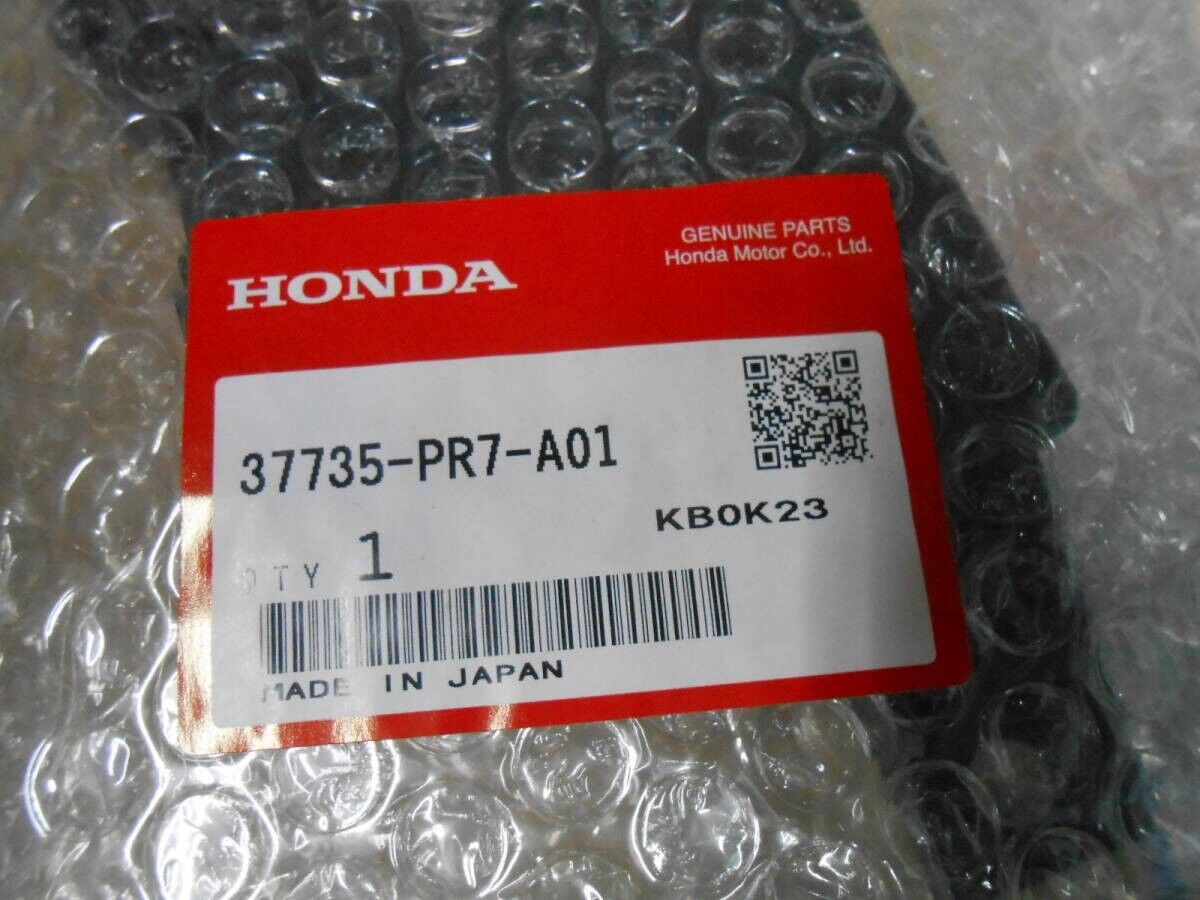 HONDA
GENUINE PARTS
Honda Motor Co., Ltd.
37735-PR7-A01
KB0K23
QTY 1
MADE IN JAPAN